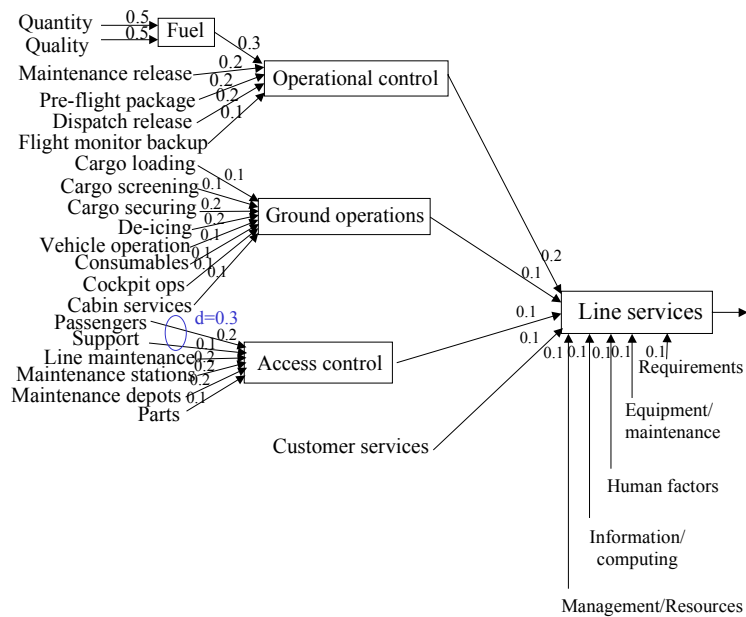 Quantity
0.5
Quality
0.5
Fuel
0.3
Maintenance release
0.2
Operational control
Pre-flight package
0.2
Dispatch release
0.2
Flight monitor backup
0.1
Cargo loading
0.1
Cargo screening
0.1
Cargo securing
0.2
De-icing
0.2
Ground operations
Vehicle operation
0.1
Consumables
0.1
Cockpit ops
0.1
Cabin services
0.1
Passengers
d=0.3
0.2
Support
0.1
Line maintenance
0.2
Access control
Maintenance stations
0.2
Maintenance depots
0.2
Parts
0.1
Customer services
0.2
0.1
0.1
0.1
Line services
0.1
0.1
0.1
0.1
0.1
Requirements
Equipment/
maintenance
Human factors
Information/
computing
Management/Resources